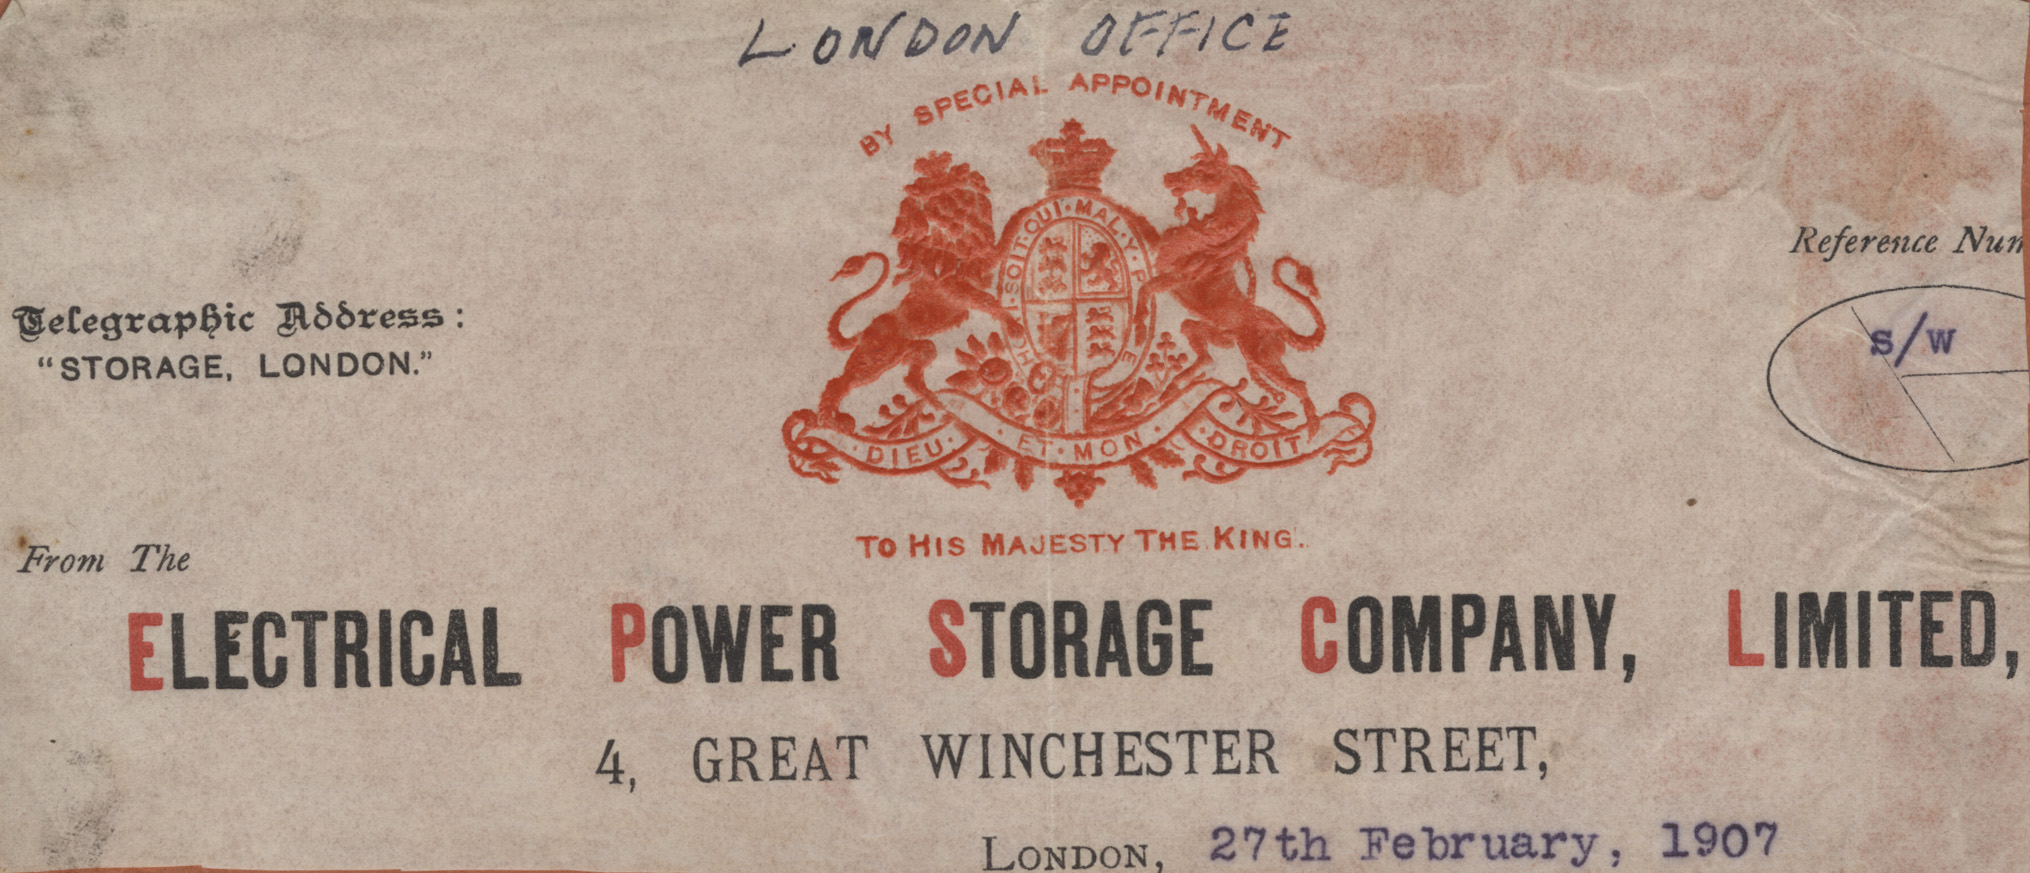 LONDON OFFICE
BY SPECIAL APPOINTMENT
HONI·SOIT·QUI·MAL·Y·PE
·DIEU· ·ET·MON· ·DROIT·
TO HIS MAJESTY THE KING.
Telegraphic Address:
"STORAGE, LONDON."
Reference Num
s/w
From The
ELECTRICAL POWER STORAGE COMPANY, LIMITED,
4, GREAT WINCHESTER STREET,
LONDON, 27th February, 1907